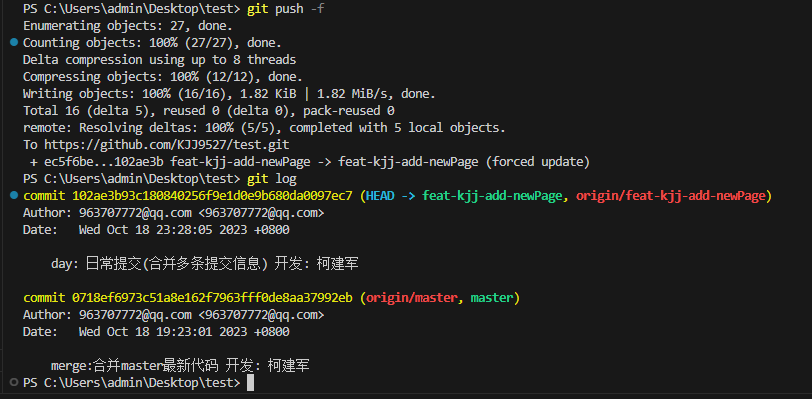 PS C:\Users\admin\Desktop\test> git push -f
Enumerating objects: 27, done.
Counting objects: 100% (27/27), done.
Delta compression using up to 8 threads
Compressing objects: 100% (12/12), done.
Writing objects: 100% (16/16), 1.82 KiB | 1.82 MiB/s, done.
Total 16 (delta 5), reused 0 (delta 0), pack-reused 0
remote: Resolving deltas: 100% (5/5), completed with 5 local objects.
To https://github.com/KJJ9527/test.git
 + ec5f6be...102ae3b feat-kjj-add-newPage -> feat-kjj-add-newPage (forced update)
PS C:\Users\admin\Desktop\test> git log
commit 102ae3b93c180840256f9e1d0e9b680da0097ec7 (HEAD -> feat-kjj-add-newPage, origin/feat-kjj-add-newPage)
Author: 963707772@qq.com <963707772@qq.com>
Date:   Wed Oct 18 23:28:05 2023 +0800
    day: 日常提交(合并多条提交信息) 开发: 柯建军
commit 0718ef6973c51a8e162f7963fff0de8aa37992eb (origin/master, master)
Author: 963707772@qq.com <963707772@qq.com>
Date:   Wed Oct 18 19:23:01 2023 +0800
    merge:合并master最新代码 开发: 柯建军
PS C:\Users\admin\Desktop\test>